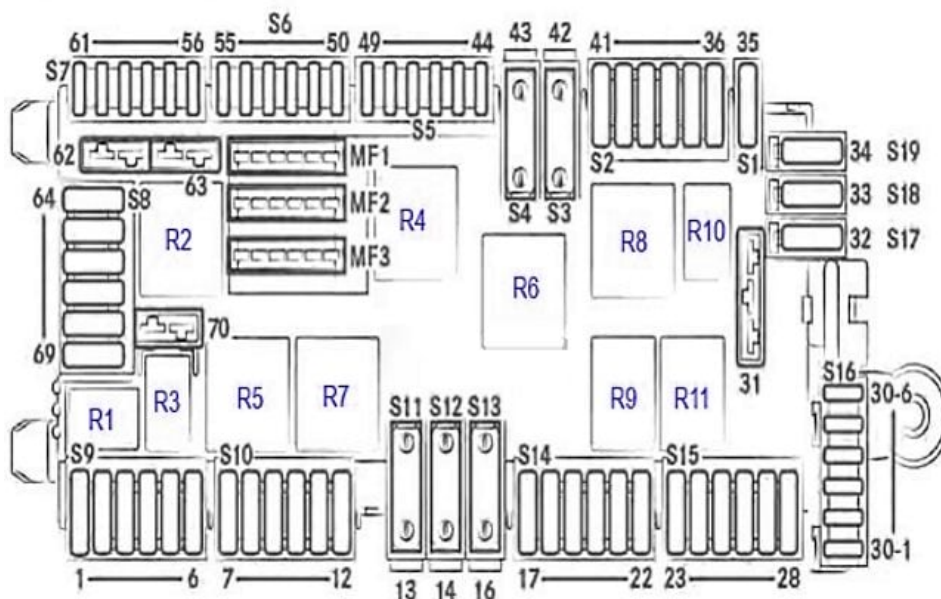 S6
61 56 55 50 49 44 43 42 41 36 35
S7
S5
S2 S1
62 63 MF1
34 S19
64 S8 MF2
S4 S3
33 S18
R2 R4 R8 R10
MF3
32 S17
R6
70
69
31
S16
R1 R3 R5 R7 S11 S12 S13 R9 R11 30-6
S9 S10 S14 S15
30-1
1 6 7 12 13 14 16 17 22 23 28